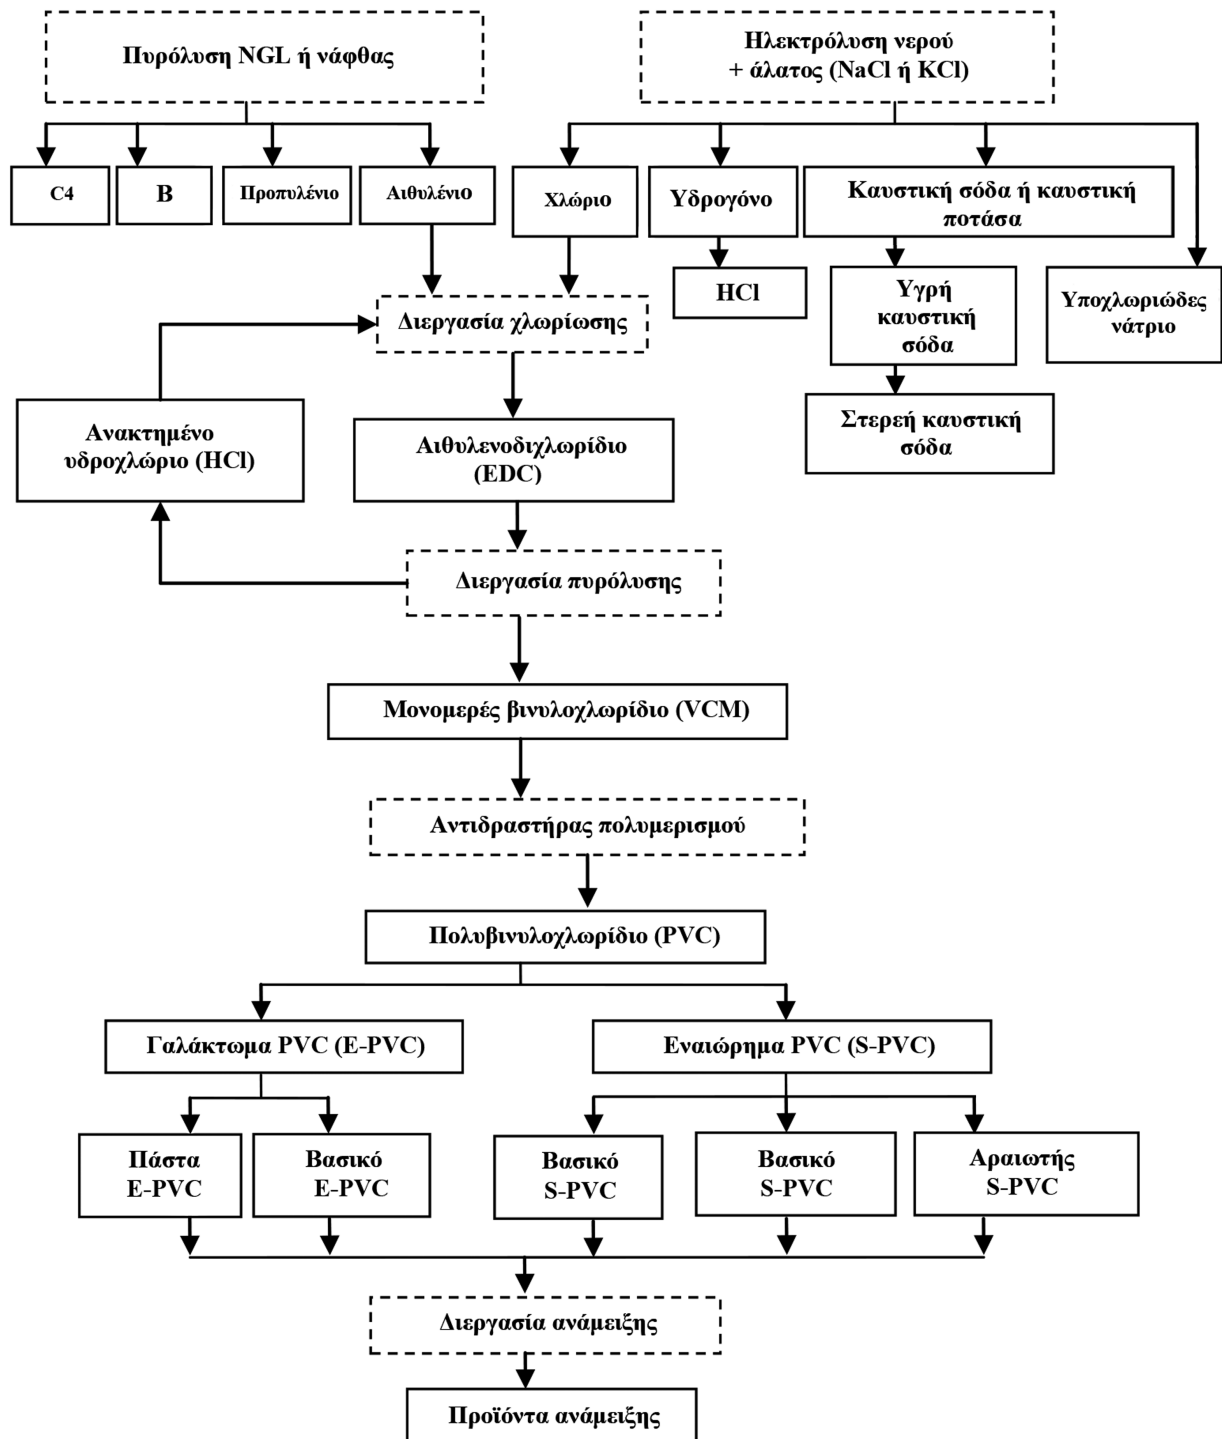 Πυρόλυση NGL ή νάφθας
Ηλεκτρόλυση νερού
+ άλατος (NaCl ή KCl)
C4
B
Προπυλένιο
Αιθυλένιο
Χλώριο
Υδρογόνο
Καυστική σόδα ή καυστική
ποτάσα
HCl
Υγρή
καυστική
σόδα
Υποχλωριώδες
νάτριο
Διεργασία χλωρίωσης
Στερεή καυστική
σόδα
Ανακτημένο
υδροχλώριο (HCl)
Αιθυλενοδιχλωρίδιο
(EDC)
Διεργασία πυρόλυσης
Μονομερές βινυλοχλωρίδιο (VCM)
Αντιδραστήρας πολυμερισμού
Πολυβινυλοχλωρίδιο (PVC)
Γαλάκτωμα PVC (E-PVC)
Εναιώρημα PVC (S-PVC)
Πάστα
E-PVC
Βασικό
E-PVC
Βασικό
S-PVC
Βασικό
S-PVC
Αραιωτής
S-PVC
Διεργασία ανάμειξης
Προϊόντα ανάμειξης